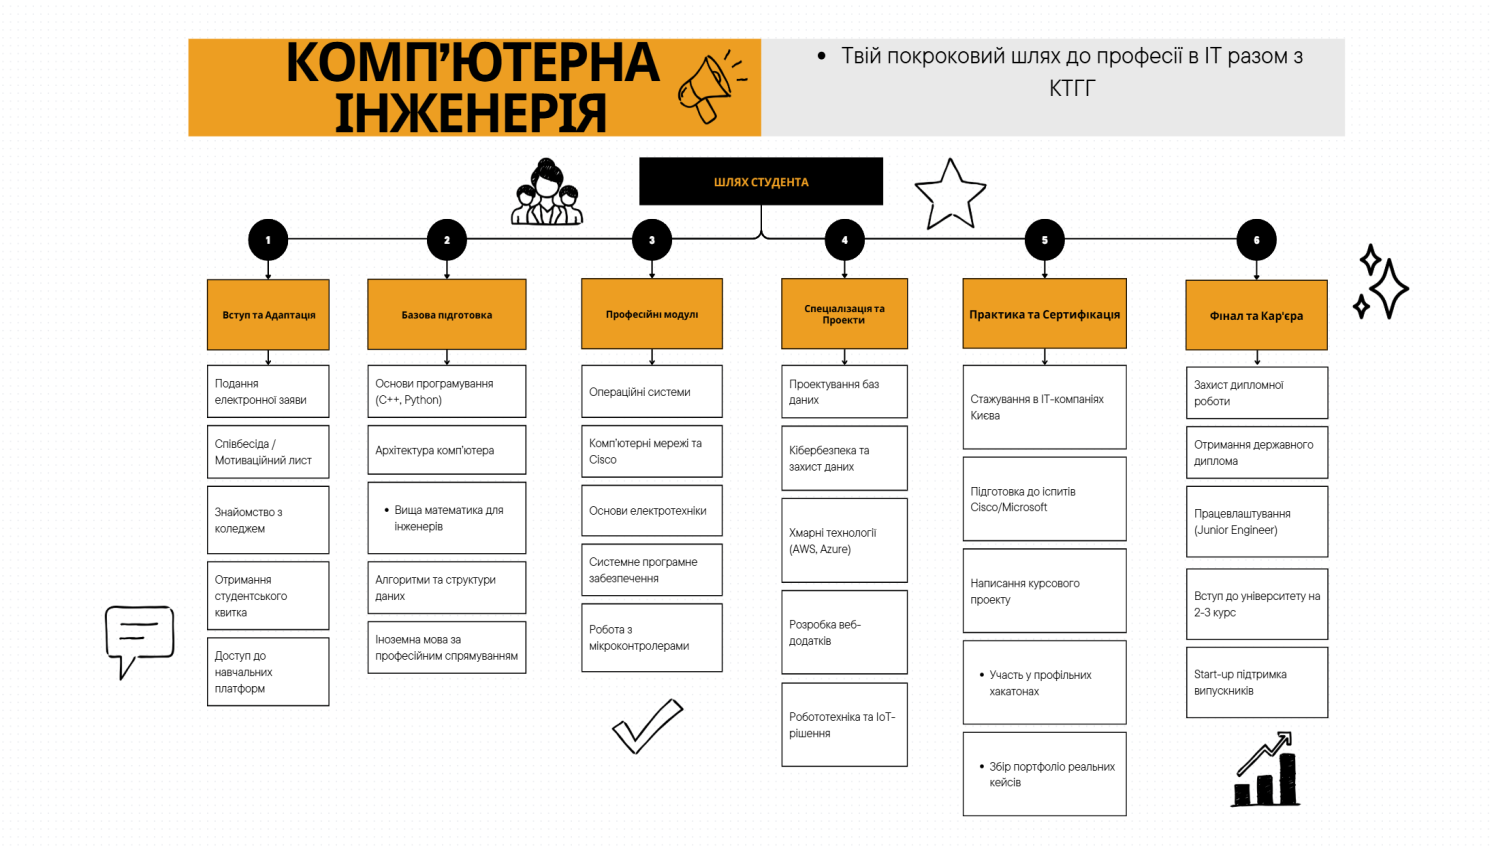 КОМП'ЮТЕРНА
ІНЖЕНЕРІЯ
• Твій покроковий шлях до професії в ІТ разом з
КТГГ
ШЛЯХ СТУДЕНТА
1
2
3
4
5
6
Вступ та Адаптація
Подання
електронної заяви
Співбесіда /
Мотиваційний лист
Знайомство з
коледжем
Отримання
студентського
квитка
Доступ до
навчальних
платформ
Базова підготовка
Основи програмування
(C++, Python)
Архітектура комп'ютера
• Вища математика для
інженерів
Алгоритми та структури
даних
Іноземна мова за
професійним спрямуванням
Професійні модулі
Операційні системи
Комп'ютерні мережі та
Cisco
Основи електротехніки
Системне програмне
забезпечення
Робота з
мікроконтролерами
Спеціалізація та
Проекти
Проектування баз
даних
Кібербезпека та
захист даних
Хмарні технології
(AWS, Azure)
Розробка веб-
додатків
Робототехніка та IoT-
рішення
Практика та Сертифікація
Стажування в ІТ-компаніях
Києва
Підготовка до іспитів
Cisco/Microsoft
Написання курсового
проекту
• Участь у профільних
хакатонах
• Збір портфоліо реальних
кейсів
Фінал та Кар'єра
Захист дипломної
роботи
Отримання державного
диплома
Працевлаштування
(Junior Engineer)
Вступ до університету на
2-3 курс
Start-up підтримка
випускників